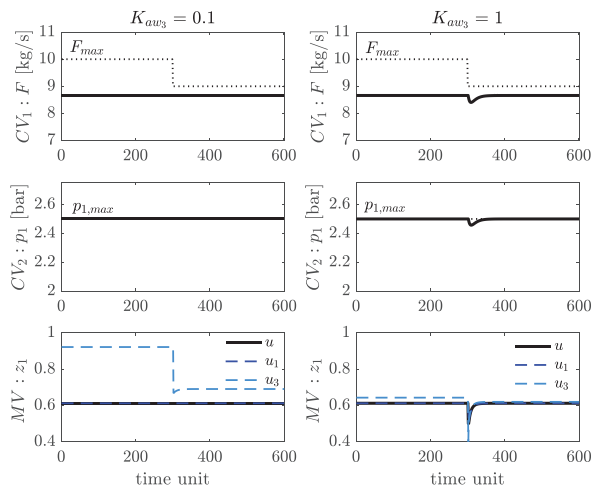 K_{aw_3} = 0.1
K_{aw_3} = 1
CV_1 : F [kg/s]
11
10
9
8
7
F_{max}
0
200
400
600
CV_1 : F [kg/s]
11
10
9
8
7
F_{max}
0
200
400
600
CV_2 : p_1 [bar]
2.6
2.4
2.2
2
p_{1,max}
0
200
400
600
CV_2 : p_1 [bar]
2.6
2.4
2.2
2
p_{1,max}
0
200
400
600
MV : z_1
1
0.8
0.6
0.4
u
u_1
u_3
0
200
400
600
time unit
MV : z_1
1
0.8
0.6
0.4
u
u_1
u_3
0
200
400
600
time unit